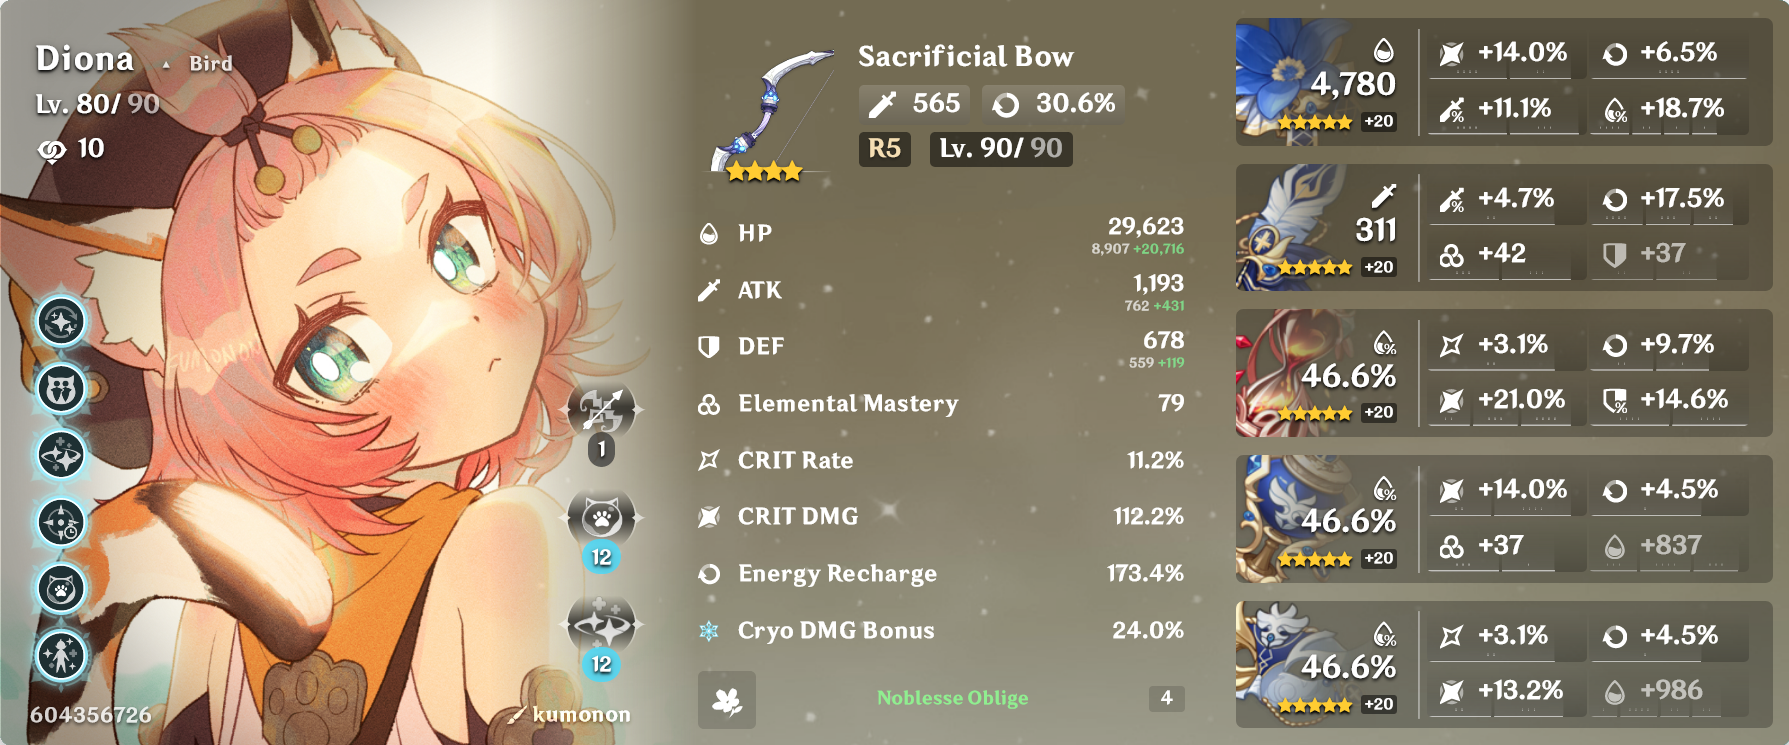 Diona ▲ Bird
Lv. 80/ 90
10
FUMONON
1
12
12
604356726
kumonon
Sacrificial Bow
565 30.6%
R5 Lv. 90/ 90
HP 29,623
8,907 +20,716
ATK 1,193
762 +431
DEF 678
559 +119
Elemental Mastery 79
CRIT Rate 11.2%
CRIT DMG 112.2%
Energy Recharge 173.4%
Cryo DMG Bonus 24.0%
Noblesse Oblige 4
4,780
+20
+14.0% +6.5%
+11.1% +18.7%
311
+20
+4.7% +17.5%
+42 +37
46.6%
+20
+3.1% +9.7%
+21.0% +14.6%
46.6%
+20
+14.0% +4.5%
+37 +837
46.6%
+20
+3.1% +4.5%
+13.2% +986